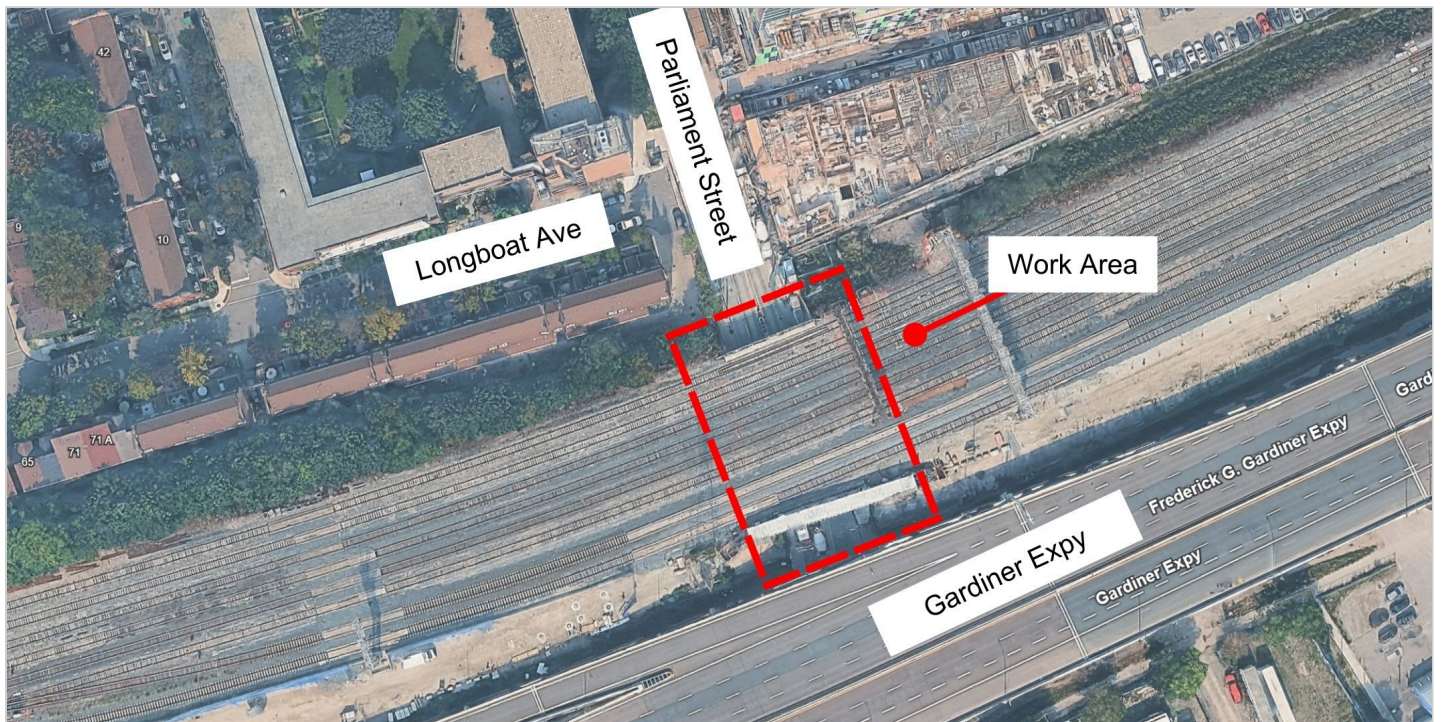 42
Parliament Street
9
10
Longboat Ave
Work Area
65
71
71 A
Gard
Frederick G. Gardiner Expy
Gardiner Expy
Gardiner Expy